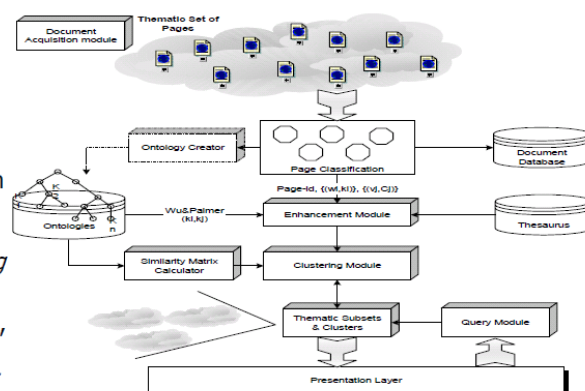 Document
Acquisition module
Thematic Set of
Pages
Ontology Creator
Page Classification
Document
Database
Page-Id, {(wi,ki)}, {(vj,Cj)}
Wu&Palmer
(ki,kj)
Enhancement Module
Thesaurus
Ontologies
Similarity Matrix
Calculator
Clustering Module
Thematic Subsets
& Clusters
Query Module
Presentation Layer